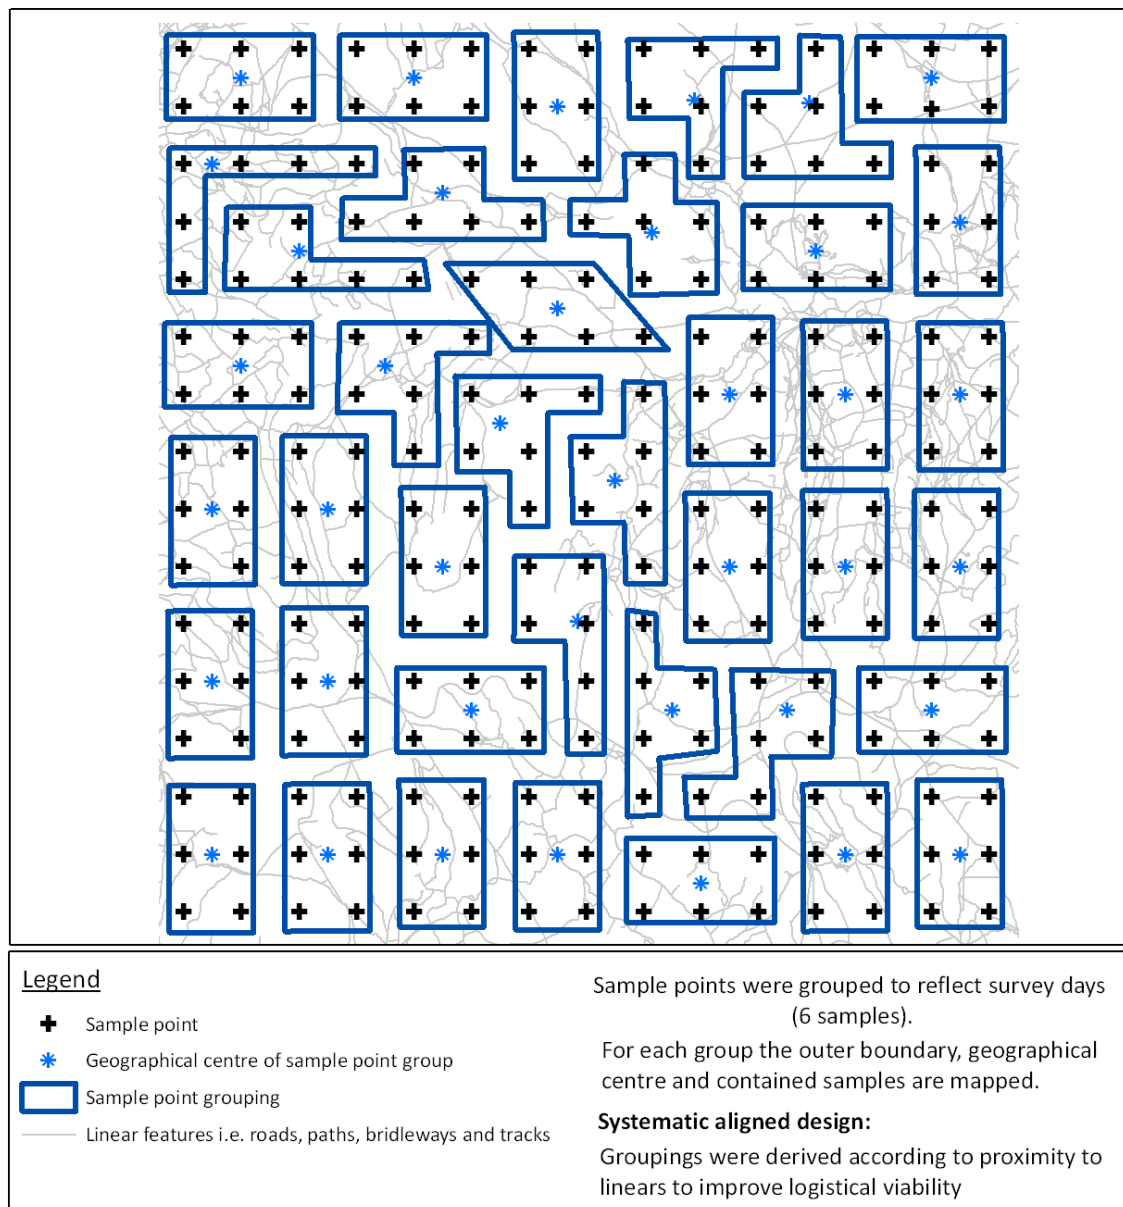 Legend
Sample point
Geographical centre of sample point group
Sample point grouping
Linear features i.e. roads, paths, bridleways and tracks
Sample points were grouped to reflect survey days
(6 samples).
For each group the outer boundary, geographical
centre and contained samples are mapped.
Systematic aligned design:
Groupings were derived according to proximity to
linears to improve logistical viability